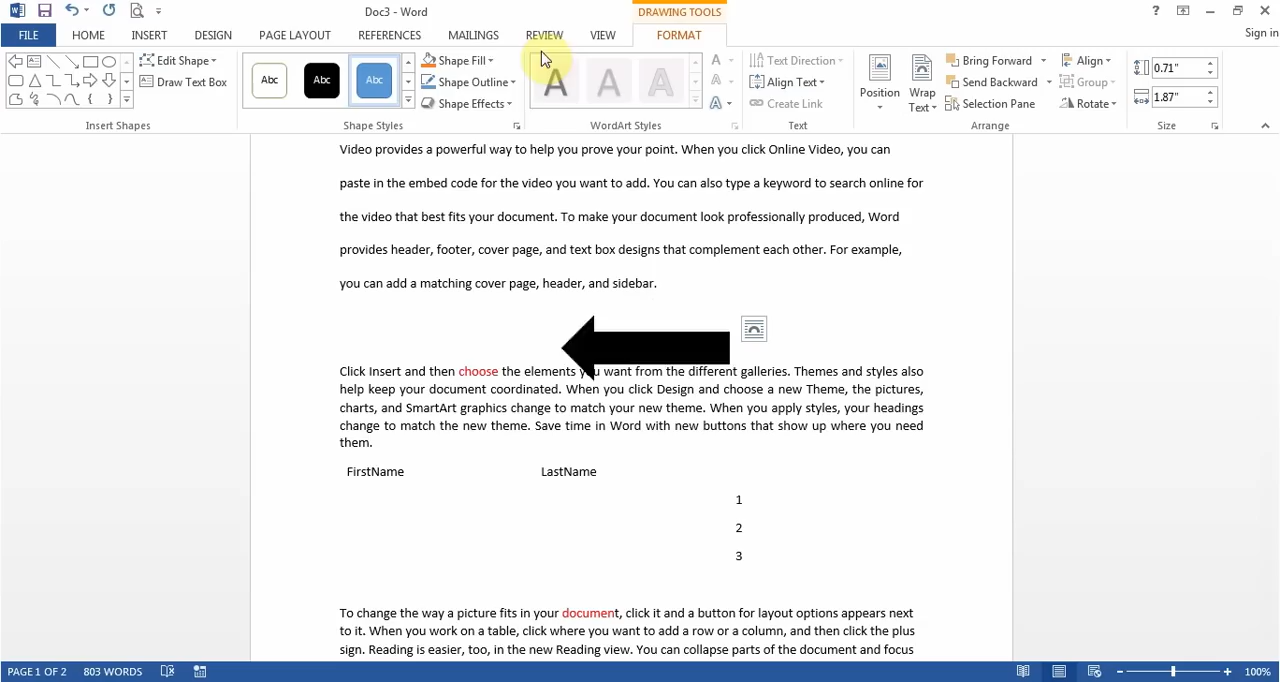 Doc3 - Word
DRAWING TOOLS
?
Sign in
FILE
HOME
INSERT
DESIGN
PAGE LAYOUT
REFERENCES
MAILINGS
REVIEW
VIEW
FORMAT
Edit Shape
Draw Text Box
Insert Shapes
Abc
Abc
Abc
Shape Fill
Shape Outline
Shape Effects
Shape Styles
A
A
A
A
A
A
WordArt Styles
Text Direction
Align Text
Create Link
Text
Position
Wrap
Text
Bring Forward
Send Backward
Selection Pane
Align
Group
Rotate
Arrange
0.71"
1.87"
Size
Video provides a powerful way to help you prove your point. When you click Online Video, you can
paste in the embed code for the video you want to add. You can also type a keyword to search online for
the video that best fits your document. To make your document look professionally produced, Word
provides header, footer, cover page, and text box designs that complement each other. For example,
you can add a matching cover page, header, and sidebar.
Click Insert and then choose the elements you want from the different galleries. Themes and styles also
help keep your document coordinated. When you click Design and choose a new Theme, the pictures,
charts, and SmartArt graphics change to match your new theme. When you apply styles, your headings
change to match the new theme. Save time in Word with new buttons that show up where you need
them.
FirstName LastName
1
2
3
To change the way a picture fits in your document, click it and a button for layout options appears next
to it. When you work on a table, click where you want to add a row or a column, and then click the plus
sign. Reading is easier, too, in the new Reading view. You can collapse parts of the document and focus
PAGE 1 OF 2
803 WORDS
100%